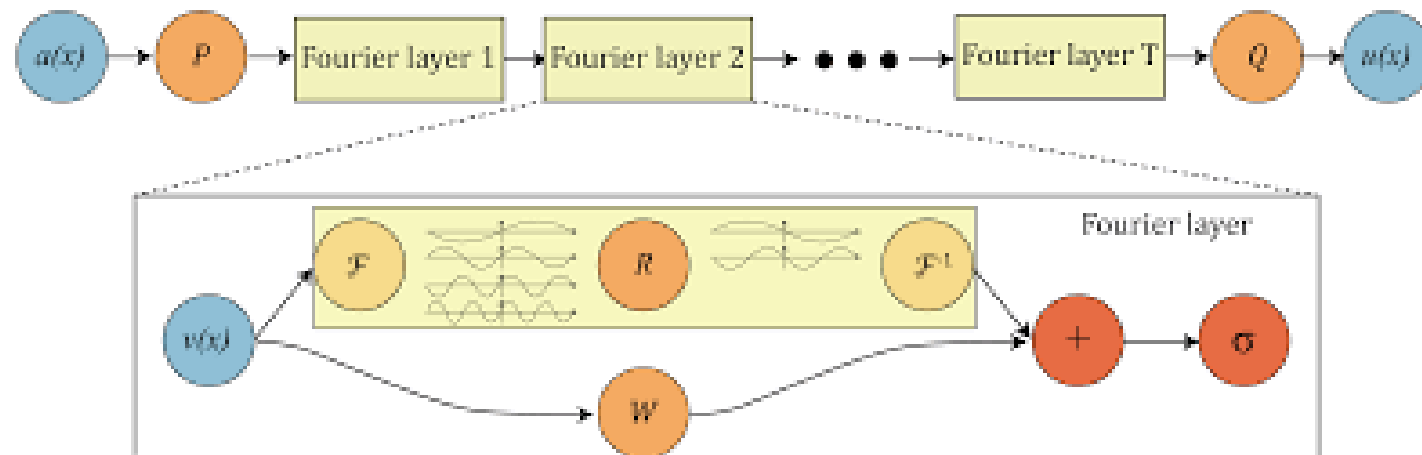 a(x) P Fourier layer 1 Fourier layer 2 ••• Fourier layer T Q u(x)
Fourier layer
ℱ R ℱ⁻¹
v(x) + σ
W